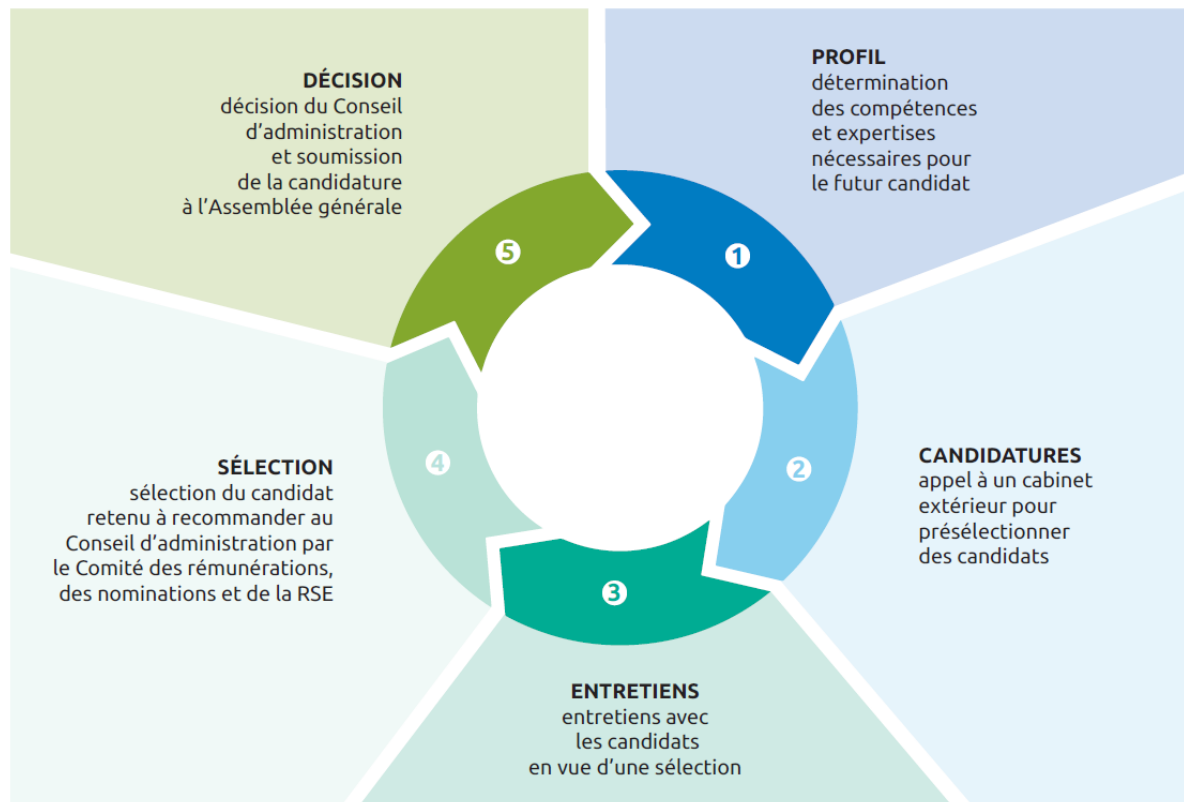 PROFIL
détermination
des compétences
et expertises
nécessaires pour
le futur candidat
1
CANDIDATURES
appel à un cabinet
extérieur pour
présélectionner
des candidats
2
ENTRETIENS
entretiens avec
les candidats
en vue d’une sélection
3
SÉLECTION
sélection du candidat
retenu à recommander au
Conseil d’administration par
le Comité des rémunérations,
des nominations et de la RSE
4
DÉCISION
décision du Conseil
d’administration
et soumission
de la candidature
à l’Assemblée générale
5